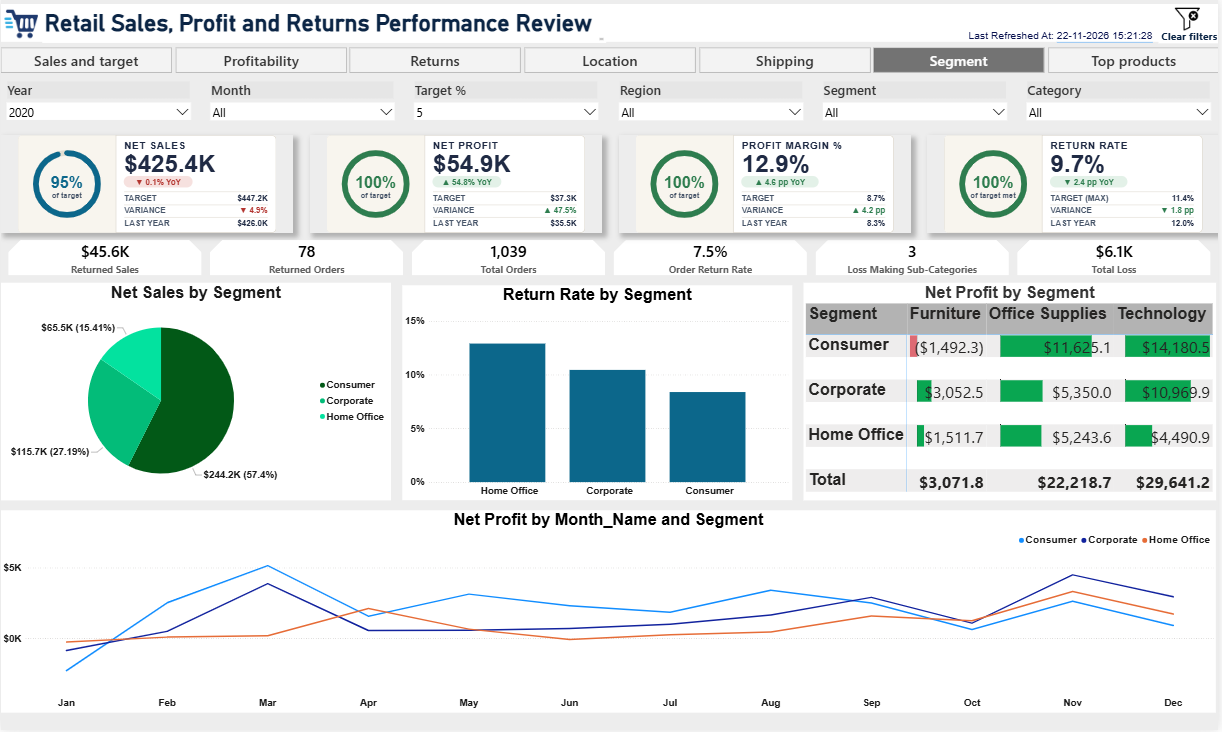 Retail Sales, Profit and Returns Performance Review
Last Refreshed At: 22-11-2026 15:21:28
Clear filters
Sales and target
Profitability
Returns
Location
Shipping
Segment
Top products
Year
Month
Target %
Region
Segment
Category
2020
All
5
All
All
All
95%
of target
NET SALES
$425.4K
▼ 0.1% YoY
TARGET $447.2K
VARIANCE ▼ 4.9%
LAST YEAR $426.0K
100%
of target
NET PROFIT
$54.9K
▲ 54.8% YoY
TARGET $37.3K
VARIANCE ▲ 47.5%
LAST YEAR $35.5K
100%
of target
PROFIT MARGIN %
12.9%
▲ 4.6 pp YoY
TARGET 8.7%
VARIANCE ▲ 4.2 pp
LAST YEAR 8.3%
100%
of target met
RETURN RATE
9.7%
▼ 2.4 pp YoY
TARGET (MAX) 11.4%
VARIANCE ▼ 1.8 pp
LAST YEAR 12.0%
$45.6K
Returned Sales
78
Returned Orders
1,039
Total Orders
7.5%
Order Return Rate
3
Loss Making Sub-Categories
$6.1K
Total Loss
Net Sales by Segment
$65.5K (15.41%)
$115.7K (27.19%)
$244.2K (57.4%)
Consumer
Corporate
Home Office
Return Rate by Segment
15%
10%
5%
0%
Home Office
Corporate
Consumer
Net Profit by Segment
Segment Furniture Office Supplies Technology
Consumer ($1,492.3) $11,625.1 $14,180.5
Corporate $3,052.5 $5,350.0 $10,969.9
Home Office $1,511.7 $5,243.6 $4,490.9
Total $3,071.8 $22,218.7 $29,641.2
Net Profit by Month_Name and Segment
Consumer Corporate Home Office
$5K
$0K
Jan Feb Mar Apr May Jun Jul Aug Sep Oct Nov Dec